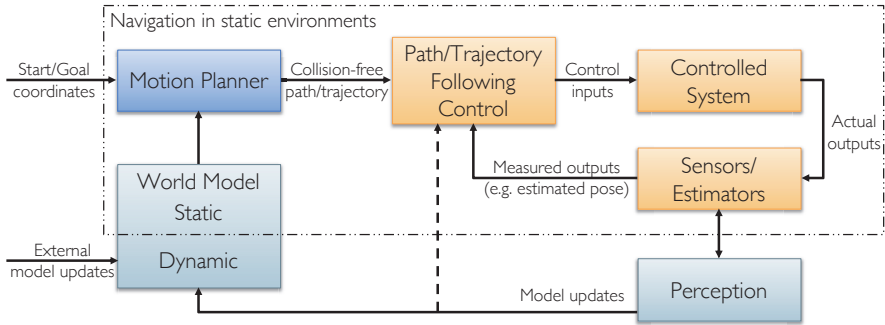 Navigation in static environments
Start/Goal
coordinates
Motion Planner
Collision-free
path/trajectory
Path/Trajectory
Following
Control
Control
inputs
Controlled
System
Actual
outputs
Measured outputs
(e.g. estimated pose)
Sensors/
Estimators
World Model
Static
Dynamic
External
model updates
Model updates
Perception